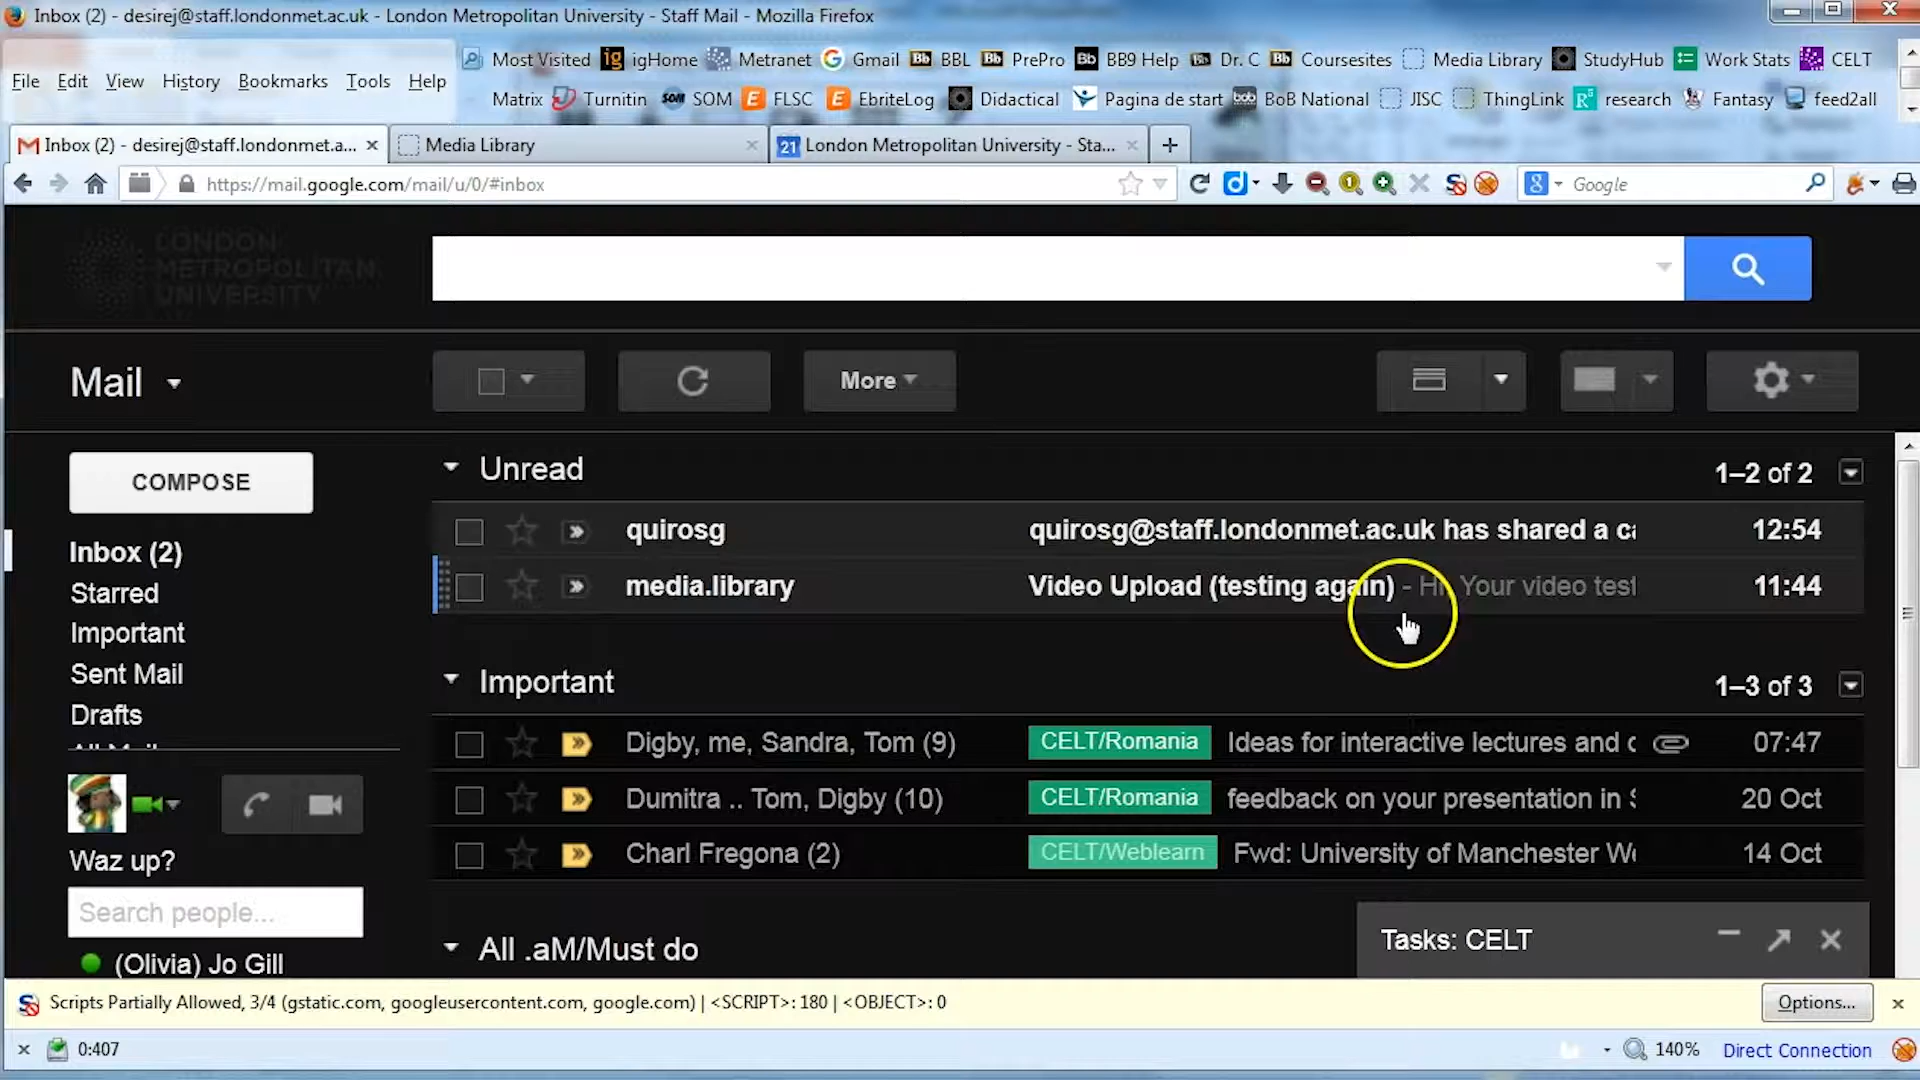 Inbox (2) - desirej@staff.londonmet.ac.uk - London Metropolitan University - Staff Mail - Mozilla Firefox
File Edit View History Bookmarks Tools Help
Most Visited igHome Metranet Gmail BBL PrePro BB9 Help Dr. C Coursesites Media Library StudyHub Work Stats CELT
Matrix Turnitin SOM FLSC EbriteLog Didactical Pagina de start BoB National JISC ThingLink research Fantasy feed2all
Inbox (2) - desirej@staff.londonmet.a... Media Library 21 London Metropolitan University - Sta...
https://mail.google.com/mail/u/0/#inbox Google
LONDON
METROPOLITAN
UNIVERSITY
Mail More
COMPOSE
Inbox (2)
Starred
Important
Sent Mail
Drafts
All Mail
Waz up?
Search people...
(Olivia) Jo Gill
Unread 1–2 of 2
quirosg quirosg@staff.londonmet.ac.uk has shared a ca 12:54
media.library Video Upload (testing again) - Hi, Your video test 11:44
Important 1–3 of 3
Digby, me, Sandra, Tom (9) CELT/Romania Ideas for interactive lectures and c 07:47
Dumitra .. Tom, Digby (10) CELT/Romania feedback on your presentation in S 20 Oct
Charl Fregona (2) CELT/Weblearn Fwd: University of Manchester We 14 Oct
All .aM/Must do
Tasks: CELT
Scripts Partially Allowed, 3/4 (gstatic.com, googleusercontent.com, google.com) | <SCRIPT>: 180 | <OBJECT>: 0 Options...
0:407 140% Direct Connection